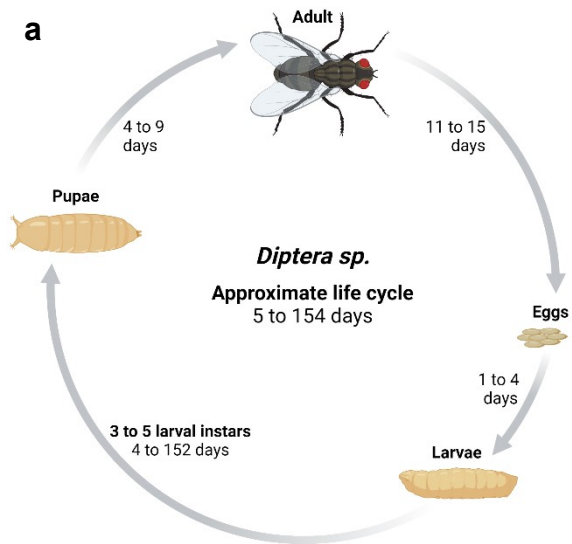 a
Adult
4 to 9
days
11 to 15
days
Pupae
Diptera sp.
Approximate life cycle
5 to 154 days
Eggs
1 to 4
days
3 to 5 larval instars
4 to 152 days
Larvae